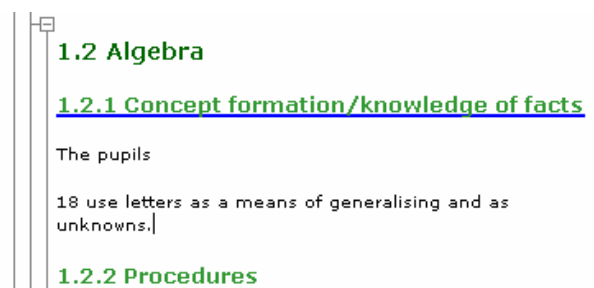 1.2 Algebra
1.2.1 Concept formation/knowledge of facts
The pupils
18 use letters as a means of generalising and as
unknowns.
1.2.2 Procedures